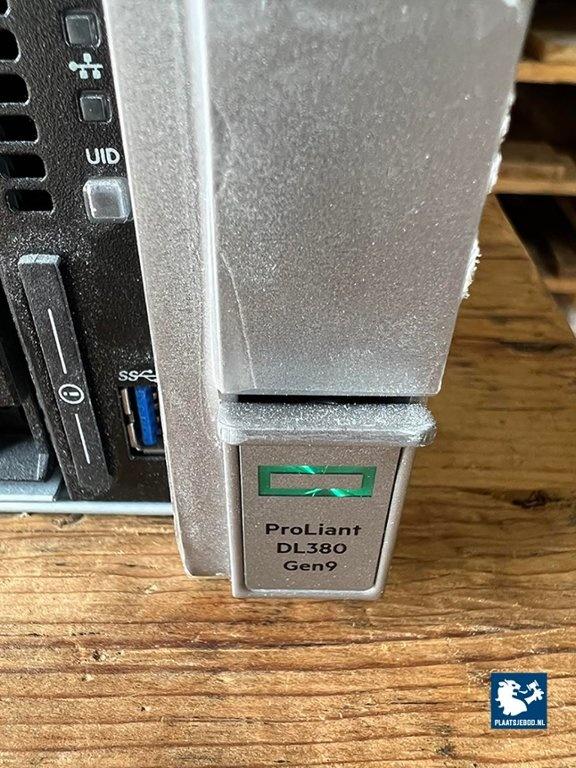 UID
SS
ProLiant
DL380
Gen9
PLAATSJEBOD.NL